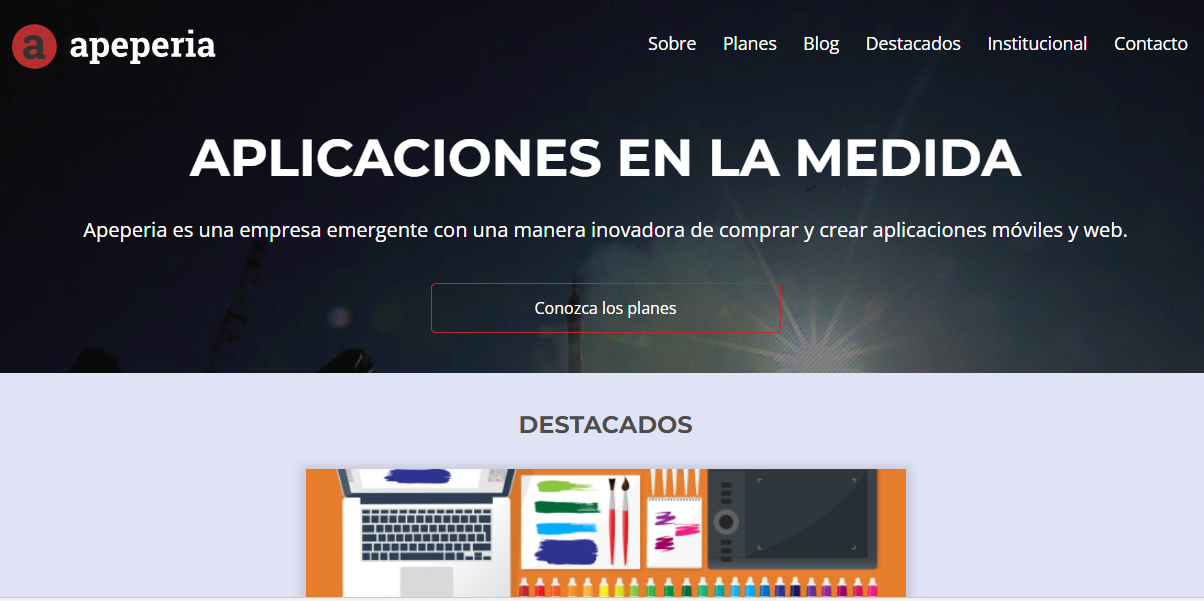 a apeperia
Sobre Planes Blog Destacados Institucional Contacto
APLICACIONES EN LA MEDIDA
Apeperia es una empresa emergente con una manera inovadora de comprar y crear aplicaciones móviles y web.
Conozca los planes
DESTACADOS